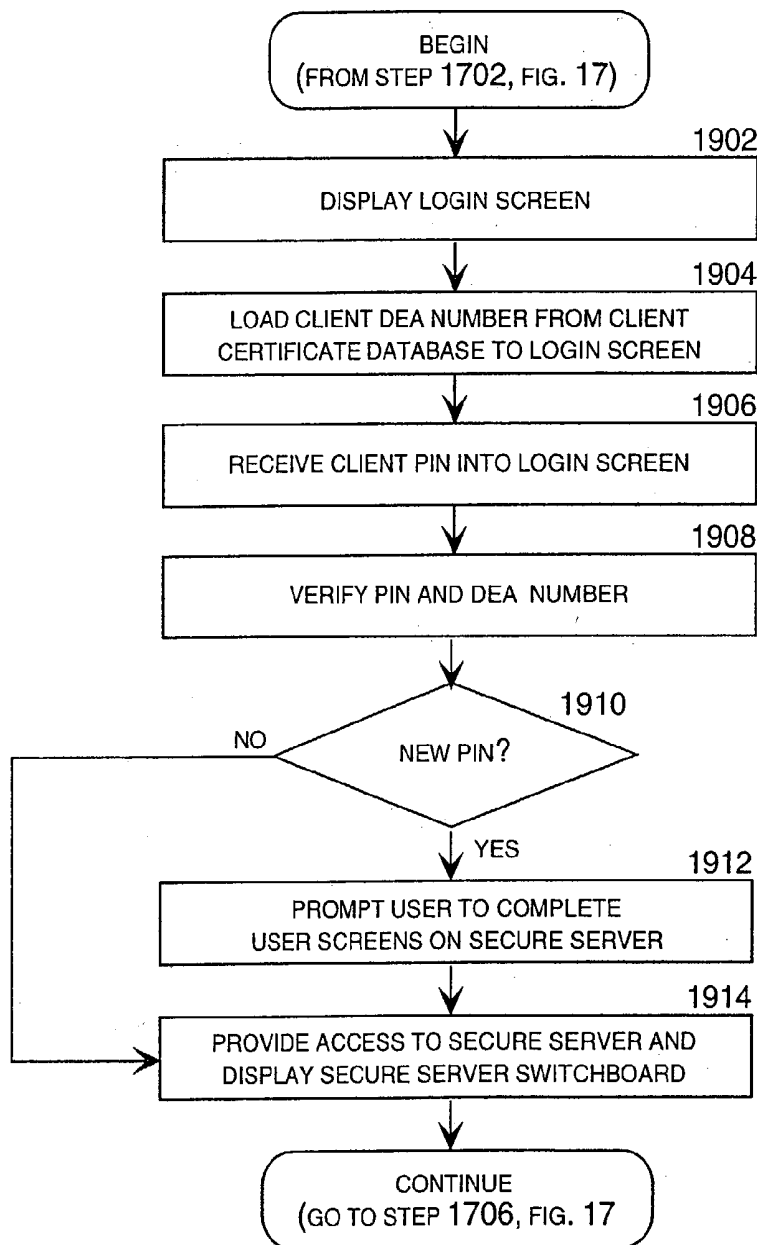 BEGIN
(FROM STEP 1702, FIG. 17)
1902
DISPLAY LOGIN SCREEN
1904
LOAD CLIENT DEA NUMBER FROM CLIENT
CERTIFICATE DATABASE TO LOGIN SCREEN
1906
RECEIVE CLIENT PIN INTO LOGIN SCREEN
1908
VERIFY PIN AND DEA NUMBER
1910
NO
NEW PIN?
YES
1912
PROMPT USER TO COMPLETE
USER SCREENS ON SECURE SERVER
1914
PROVIDE ACCESS TO SECURE SERVER AND
DISPLAY SECURE SERVER SWITCHBOARD
CONTINUE
(GO TO STEP 1706, FIG. 17